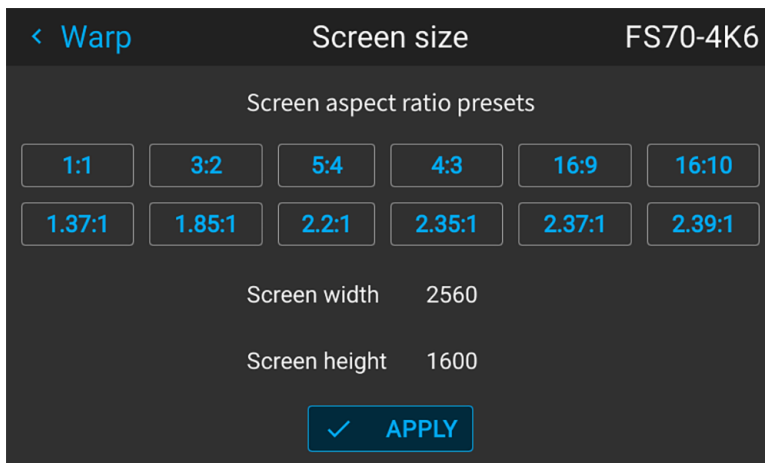 Warp Screen size FS70-4K6
Screen aspect ratio presets
1:1 3:2 5:4 4:3 16:9 16:10
1.37:1 1.85:1 2.2:1 2.35:1 2.37:1 2.39:1
Screen width 2560
Screen height 1600
APPLY